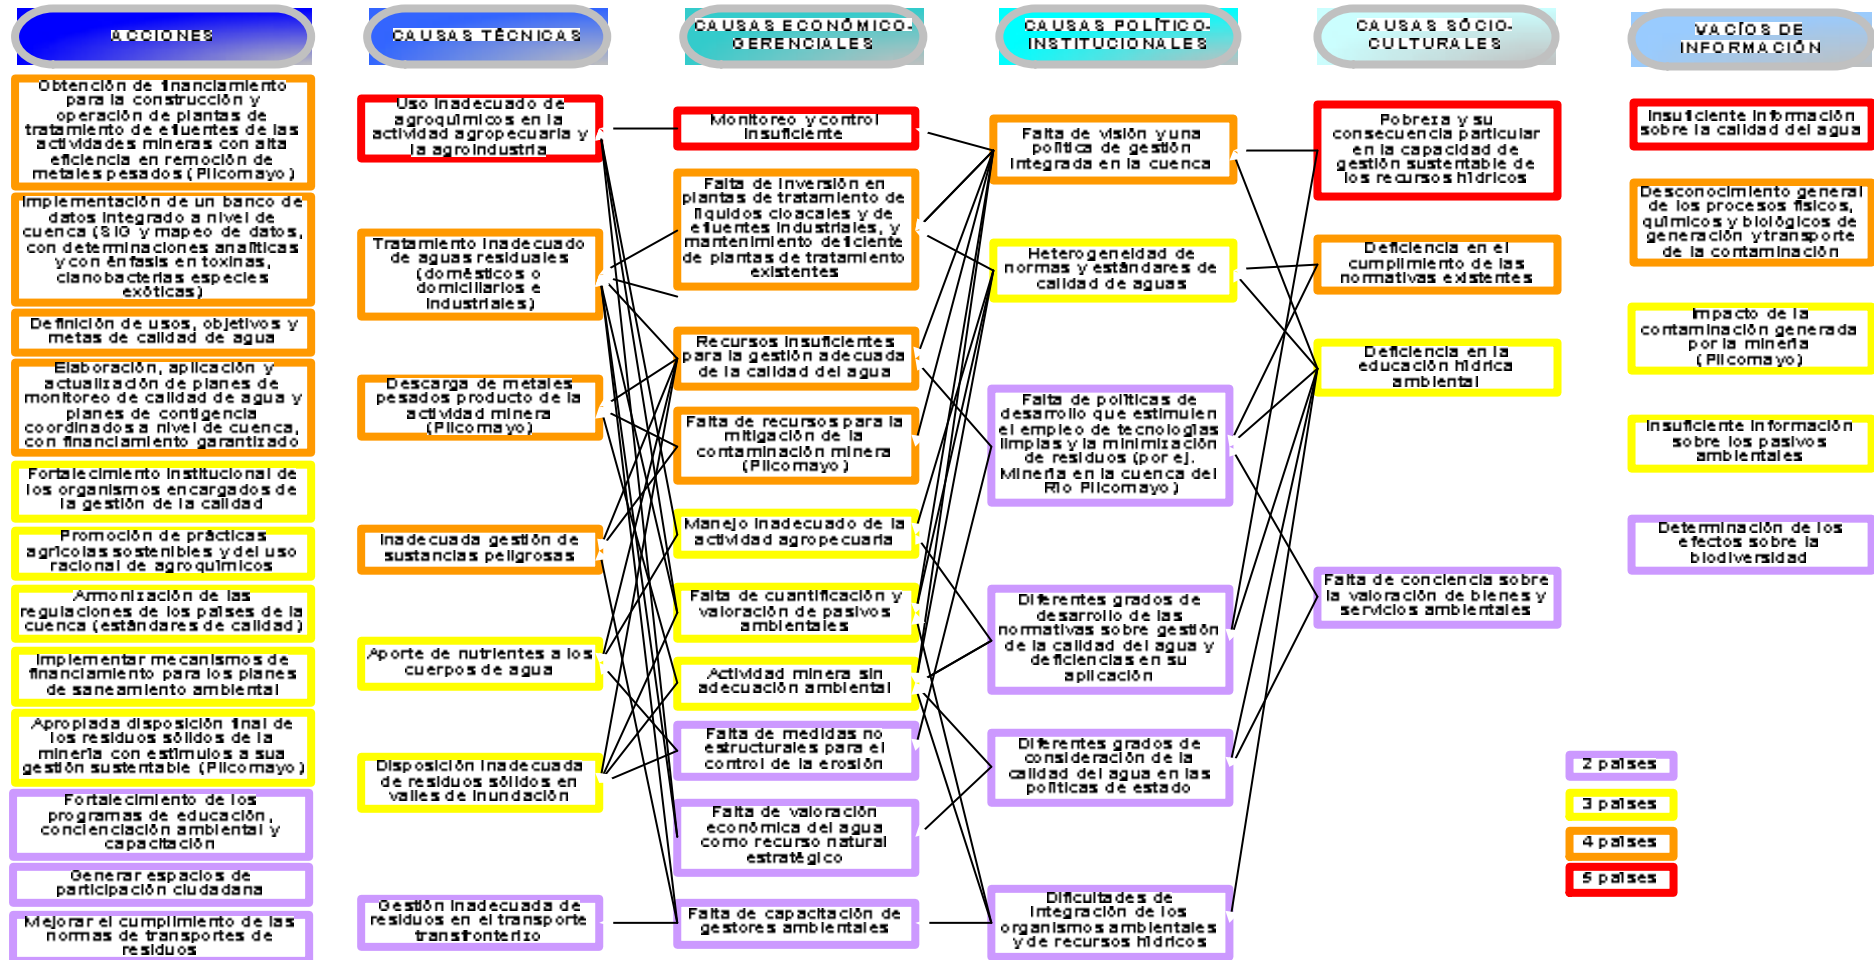 ACCIONES
Obtención de financiamiento
para la construcción y
operación de plantas de
tratamiento de efluentes de las
actividades mineras con alta
eficiencia en remoción de
metales pesados (Pilcomayo)
Implementación de un banco de
datos integrado a nivel de
cuenca (SIG y mapeo de datos,
con determinaciones analíticas
y con énfasis en toxinas,
cianobacterias especies
exóticas)
Definición de usos, objetivos y
metas de calidad de agua
Elaboración, aplicación y
actualización de planes de
monitoreo de calidad de agua y
planes de contigencia
coordinados a nivel de cuenca,
con financiamiento garantizado
Fortalecimiento institucional de
los organismos encargados de
la gestión de la calidad
Promoción de prácticas
agrícolas sostenibles y del uso
racional de agroquímicos
Armonización de las
regulaciones de los países de la
cuenca (estándares de calidad)
Implementar mecanismos de
financiamiento para los planes
de saneamiento ambiental
Apropiada disposición final de
los residuos sólidos de la
minería con estímulos a sua
gestión sustentable (Pilcomayo)
Fortalecimiento de los
programas de educación,
concienciación ambiental y
capacitación
Generar espacios de
participación ciudadana
Mejorar el cumplimiento de las
normas de transportes de
residuos
CAUSAS TÉCNICAS
Uso inadecuado de
agroquímicos en la
actividad agropecuaria y
la agroindustria
Tratamiento inadecuado
de aguas residuales
(domésticos o
domiciliarios e
industriales)
Descarga de metales
pesados producto de la
actividad minera
(Pilcomayo)
Inadecuada gestión de
sustancias peligrosas
Aporte de nutrientes a los
cuerpos de agua
Disposición inadecuada
de residuos sólidos en
valles de inundación
Gestión inadecuada de
residuos en el transporte
transfronterizo
CAUSAS ECONÓMICO-
GERENCIALES
Monitoreo y control
insuficiente
Falta de inversión en
plantas de tratamiento de
líquidos cloacales y de
efluentes industriales, y
mantenimiento deficiente
de plantas de tratamiento
existentes
Recursos insuficientes
para la gestión adecuada
de la calidad del agua
Falta de recursos para la
mitigación de la
contaminación minera
(Pilcomayo)
Manejo inadecuado de la
actividad agropecuaria
Falta de cuantificación y
valoración de pasivos
ambientales
Actividad minera sin
adecuación ambiental
Falta de medidas no
estructurales para el
control de la erosión
Falta de valoración
económica del agua
como recurso natural
estratégico
Falta de capacitación de
gestores ambientales
CAUSAS POLÍTICO-
INSTITUCIONALES
Falta de visión y una
política de gestión
integrada en la cuenca
Heterogeneidad de
normas y estándares de
calidad de aguas
Falta de políticas de
desarrollo que estimulen
el empleo de tecnologías
limpias y la minimización
de residuos (por ej.
Minería en la cuenca del
Río Pilcomayo)
Diferentes grados de
desarrollo de las
normativas sobre gestión
de la calidad del agua y
deficiencias en su
aplicación
Diferentes grados de
consideración de la
calidad del agua en las
políticas de estado
Dificultades de
integración de los
organismos ambientales
y de recursos hídricos
CAUSAS SÓCIO-
CULTURALES
Pobreza y su
consecuencia particular
en la capacidad de
gestión sustentable de
los recursos hídricos
Deficiencia en el
cumplimiento de las
normativas existentes
Deficiencia en la
educación hídrica
ambiental
Falta de conciencia sobre
la valoración de bienes y
servicios ambientales
VACÍOS DE
INFORMACIÓN
Insuficiente información
sobre la calidad del agua
Desconocimiento general
de los procesos físicos,
químicos y biológicos de
generación y transporte
de la contaminación
Impacto de la
contaminación generada
por la minería
(Pilcomayo)
Insuficiente información
sobre los pasivos
ambientales
Determinación de los
efectos sobre la
biodiversidad
2 países
3 países
4 países
5 países